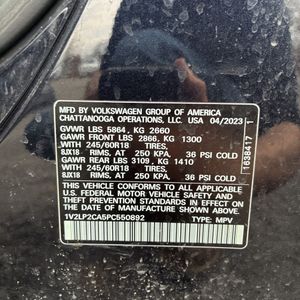 MFD BY VOLKSWAGEN GROUP OF AMERICA
CHATTANOOGA OPERATIONS, LLC. USA 04/2023
GVWR LBS 5864, KG 2660
GAWR FRONT LBS 2866, KG 1300
WITH 245/60R18 TIRES,
8JX18 RIMS, AT 250 KPA, 36 PSI COLD
GAWR REAR LBS 3109, KG 1410
WITH 245/60R18 TIRES,
8JX18 RIMS, AT 250 KPA, 36 PSI COLD
THIS VEHICLE CONFORMS TO ALL APPLICABLE
U.S. FEDERAL MOTOR VEHICLE SAFETY AND
THEFT PREVENTION STANDARDS IN EFFECT ON
THE DATE OF MANUFACTURE SHOWN ABOVE.
1V2LP2CA5PC550892 TYPE: MPV
1638417 1